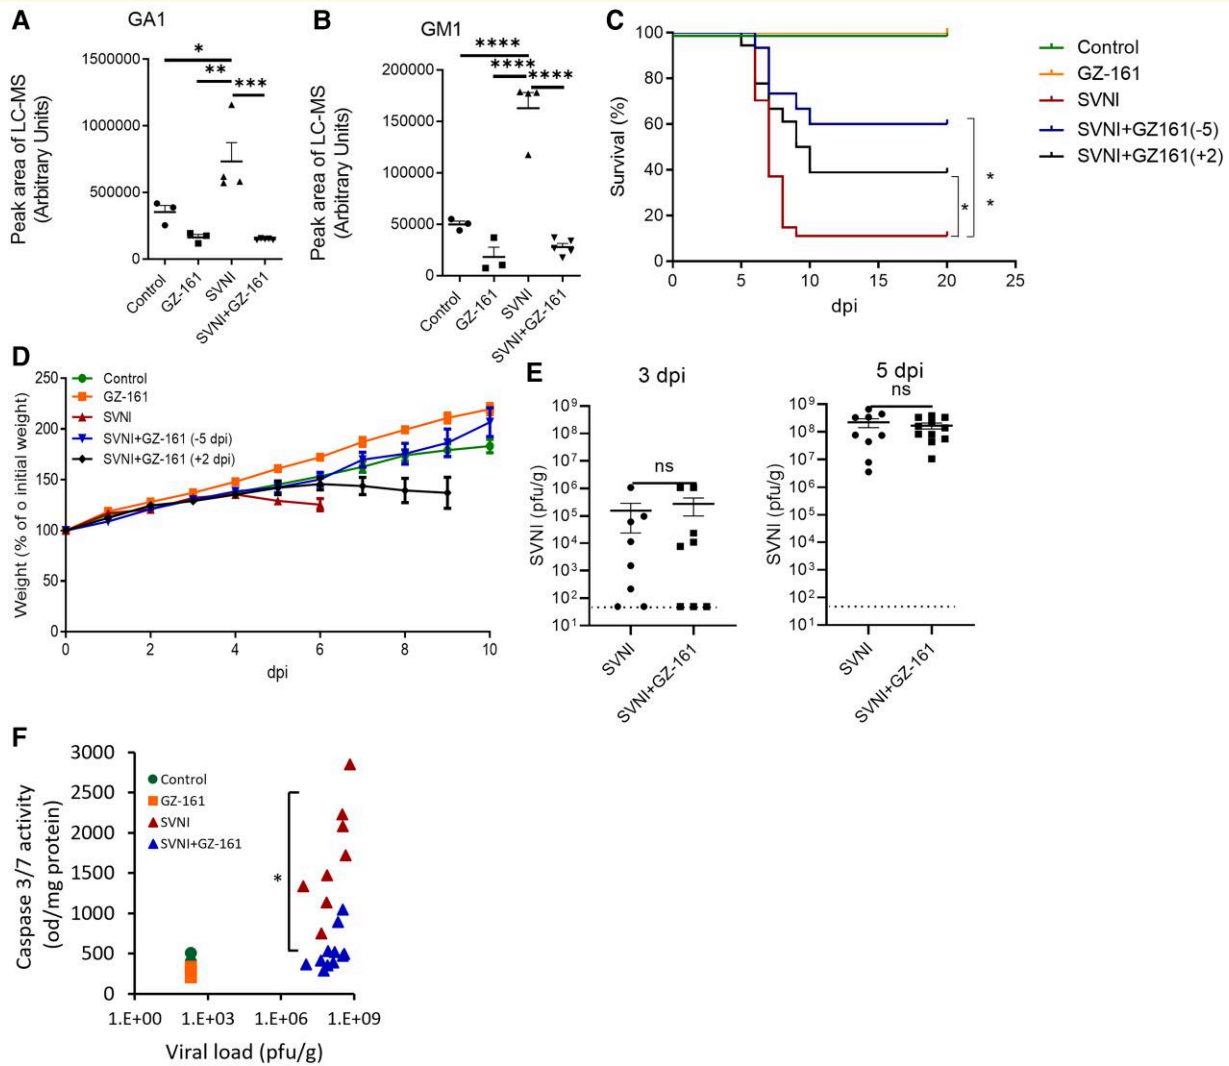 A
GA1
*
**
***
Peak area of LC-MS
(Arbitrary Units)
1500000
1000000
500000
0
Control
GZ-161
SVNI
SVNI+GZ-161
B
GM1
****
****
****
Peak area of LC-MS
(Arbitrary Units)
200000
150000
100000
50000
0
Control
GZ-161
SVNI
SVNI+GZ-161
C
Survival (%)
100
80
60
40
20
0
0 5 10 15 20 25
dpi
*
*
*
Control
GZ-161
SVNI
SVNI+GZ161(-5)
SVNI+GZ161(+2)
D
Weight (% of o initial weight)
250
200
150
100
50
0
0 2 4 6 8 10
dpi
Control
GZ-161
SVNI
SVNI+GZ-161 (-5 dpi)
SVNI+GZ-161 (+2 dpi)
E
3 dpi
ns
SVNI (pfu/g)
10⁹
10⁸
10⁷
10⁶
10⁵
10⁴
10³
10²
10¹
SVNI
SVNI+GZ-161
5 dpi
ns
SVNI (pfu/g)
10⁹
10⁸
10⁷
10⁶
10⁵
10⁴
10³
10²
10¹
SVNI
SVNI+GZ-161
F
Caspase 3/7 activity
(od/mg protein)
3000
2500
2000
1500
1000
500
0
Control
GZ-161
SVNI
SVNI+GZ-161
*
1.E+00 1.E+03 1.E+06 1.E+09
Viral load (pfu/g)